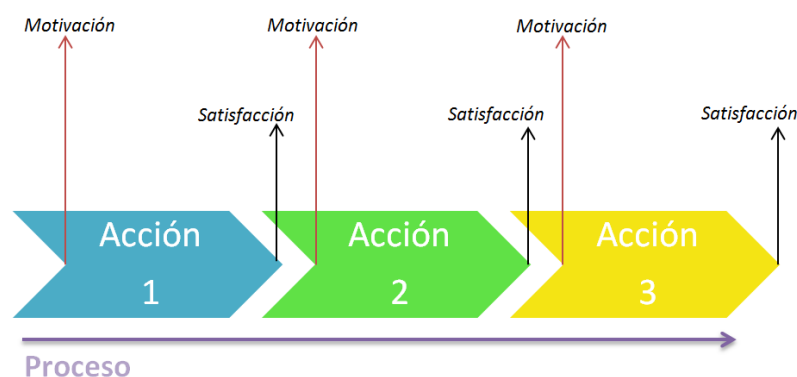 Motivación
Motivación
Motivación
Satisfacción
Satisfacción
Satisfacción
Acción
1
Acción
2
Acción
3
Proceso